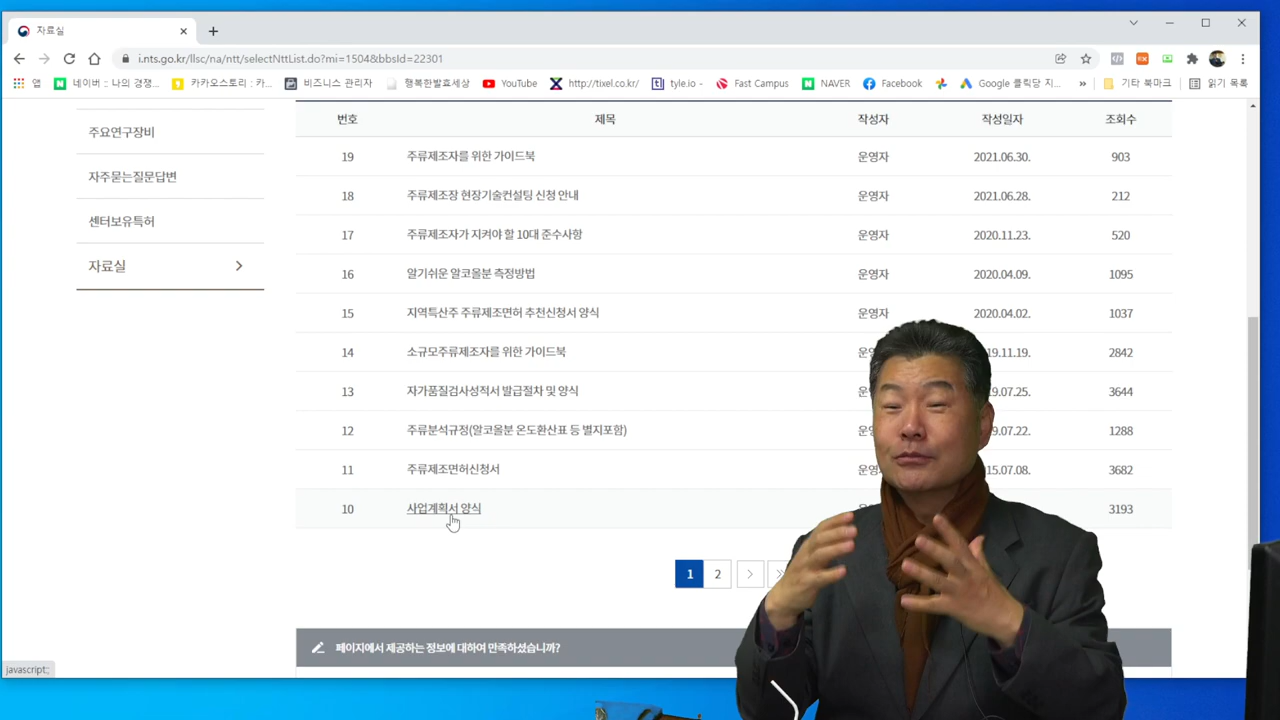 자료실
i.nts.go.kr/llsc/na/ntt/selectNttList.do?mi=1504&bbsId=22301
앱 네이버 :: 나의 경쟁... 카카오스토리 : 카... 비즈니스 관리자 행복한발효세상 YouTube http://tixel.co.kr/ tyle.io - Fast Campus NAVER Facebook Google 클릭당 지... » 기타 북마크 읽기 목록
주요연구장비
자주묻는질문답변
센터보유특허
자료실
번호 제목 작성자 작성일자 조회수
19 주류제조자를 위한 가이드북 운영자 2021.06.30. 903
18 주류제조장 현장기술컨설팅 신청 안내 운영자 2021.06.28. 212
17 주류제조자가 지켜야 할 10대 준수사항 운영자 2020.11.23. 520
16 알기쉬운 알코올분 측정방법 운영자 2020.04.09. 1095
15 지역특산주 주류제조면허 추천신청서 양식 운영자 2020.04.02. 1037
14 소규모주류제조자를 위한 가이드북 19.11.19. 2842
13 자가품질검사성적서 발급절차 및 양식 9.07.25. 3644
12 주류분석규정(알코올분 온도환산표 등 별지포함) 9.07.22. 1288
11 주류제조면허신청서 운영자 15.07.08. 3682
10 사업계획서 양식 3193
1 2
페이지에서 제공하는 정보에 대하여 만족하셨습니까?
javascript: